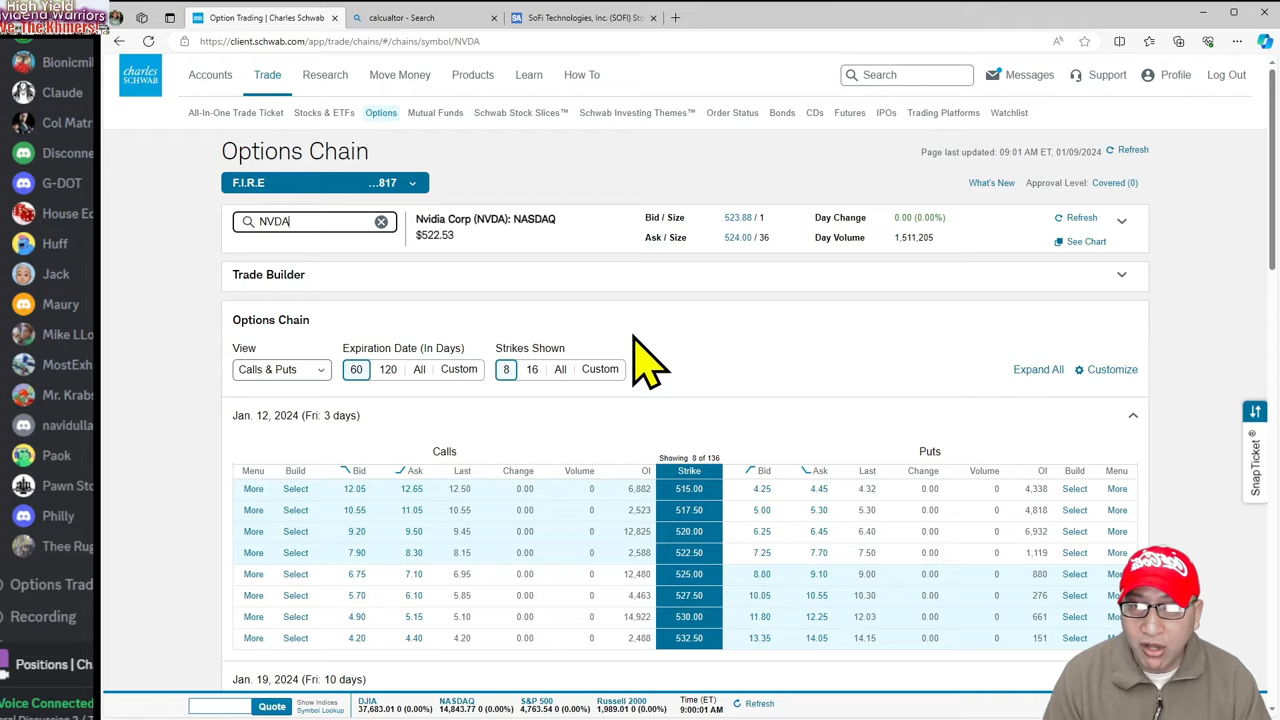 High Yield
Dividend Warriors
ve. The Khmers!
Bionicmil
Claude
Col Matr
Disconne
G-DOT
House Ec
Huff
Jack
Maury
Mike LLo
MostExh
Mr. Krabs
navidulla
Paok
Pawn Sto
Philly
Thee Rug
Options Trad
Recording
Positions | Cha
Voice Connected
Option Trading | Charles Schwab
calcualtor - Search
SoFi Technologies, Inc. (SOFI) Sto
https://client.schwab.com/app/trade/chains/#/chains/symbol/NVDA
charles
SCHWAB
Accounts Trade Research Move Money Products Learn How To
Search
Messages Support Profile Log Out
All-In-One Trade Ticket Stocks & ETFs Options Mutual Funds Schwab Stock Slices™ Schwab Investing Themes™ Order Status Bonds CDs Futures IPOs Trading Platforms Watchlist
Options Chain
Page last updated: 09:01 AM ET, 01/09/2024 Refresh
F.I.R.E ...817
What's New Approval Level: Covered (0)
NVDA
Nvidia Corp (NVDA): NASDAQ
$522.53
Bid / Size 523.88 / 1 Day Change 0.00 (0.00%) Refresh
Ask / Size 524.00 / 36 Day Volume 1,511,205 See Chart
Trade Builder
Options Chain
View Expiration Date (In Days) Strikes Shown
Calls & Puts 60 120 All Custom 8 16 All Custom
Expand All Customize
Jan. 12, 2024 (Fri: 3 days)
Calls Showing 8 of 136 Puts
Menu Build Bid Ask Last Change Volume OI Strike Bid Ask Last Change Volume OI Build Menu
More Select 12.05 12.65 12.50 0.00 0 6,882 515.00 4.25 4.45 4.32 0.00 0 4,338 Select More
More Select 10.55 11.05 10.55 0.00 0 2,523 517.50 5.00 5.30 5.30 0.00 0 4,818 Select More
More Select 9.20 9.50 9.45 0.00 0 12,825 520.00 6.25 6.45 6.40 0.00 0 6,932 Select More
More Select 7.90 8.30 8.15 0.00 0 2,588 522.50 7.25 7.70 7.50 0.00 0 1,119 Select More
More Select 6.75 7.10 6.95 0.00 0 12,480 525.00 8.80 9.10 9.00 0.00 0 880 Select
More Select 5.70 6.10 5.85 0.00 0 4,463 527.50 10.05 10.55 10.30 0.00 0 276 Select
More Select 4.90 5.15 5.10 0.00 0 14,922 530.00 11.80 12.25 12.03 0.00 0 661 Select Mo
More Select 4.20 4.40 4.20 0.00 0 2,488 532.50 13.35 14.05 14.15 0.00 0 151 Select
Jan. 19, 2024 (Fri: 10 days)
SnapTicket®
Quote
Show Indices
Symbol Lookup
DJIA
37,683.01 0 (0.00%)
NASDAQ
14,843.77 0 (0.00%)
S&P 500
4,763.54 0 (0.00%)
Russell 2000
1,989.01 0 (0.00%)
Time (ET)
9:00:01 AM
Refresh